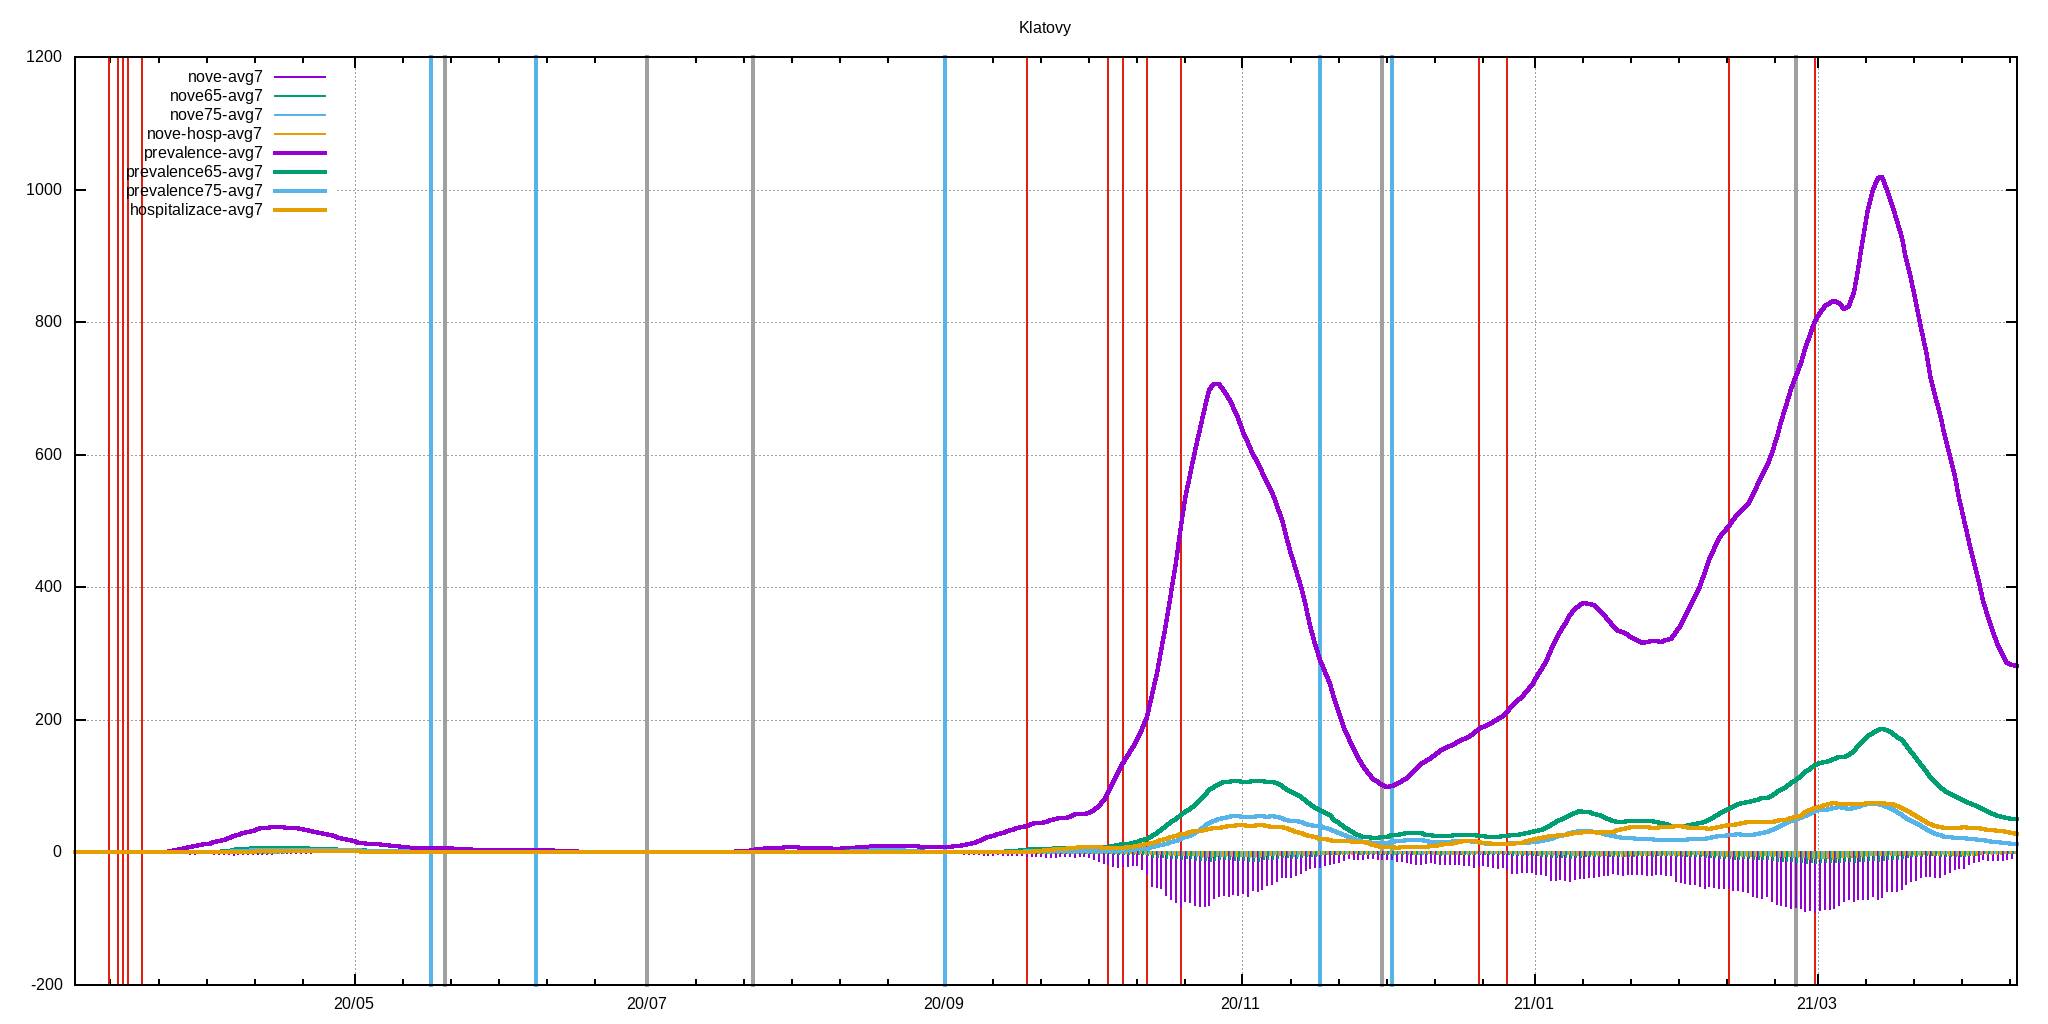 Klatovy
1200
1000
800
600
400
200
0
-200
nove-avg7
nove65-avg7
nove75-avg7
nove-hosp-avg7
prevalence-avg7
prevalence65-avg7
prevalence75-avg7
hospitalizace-avg7
20/05
20/07
20/09
20/11
21/01
21/03